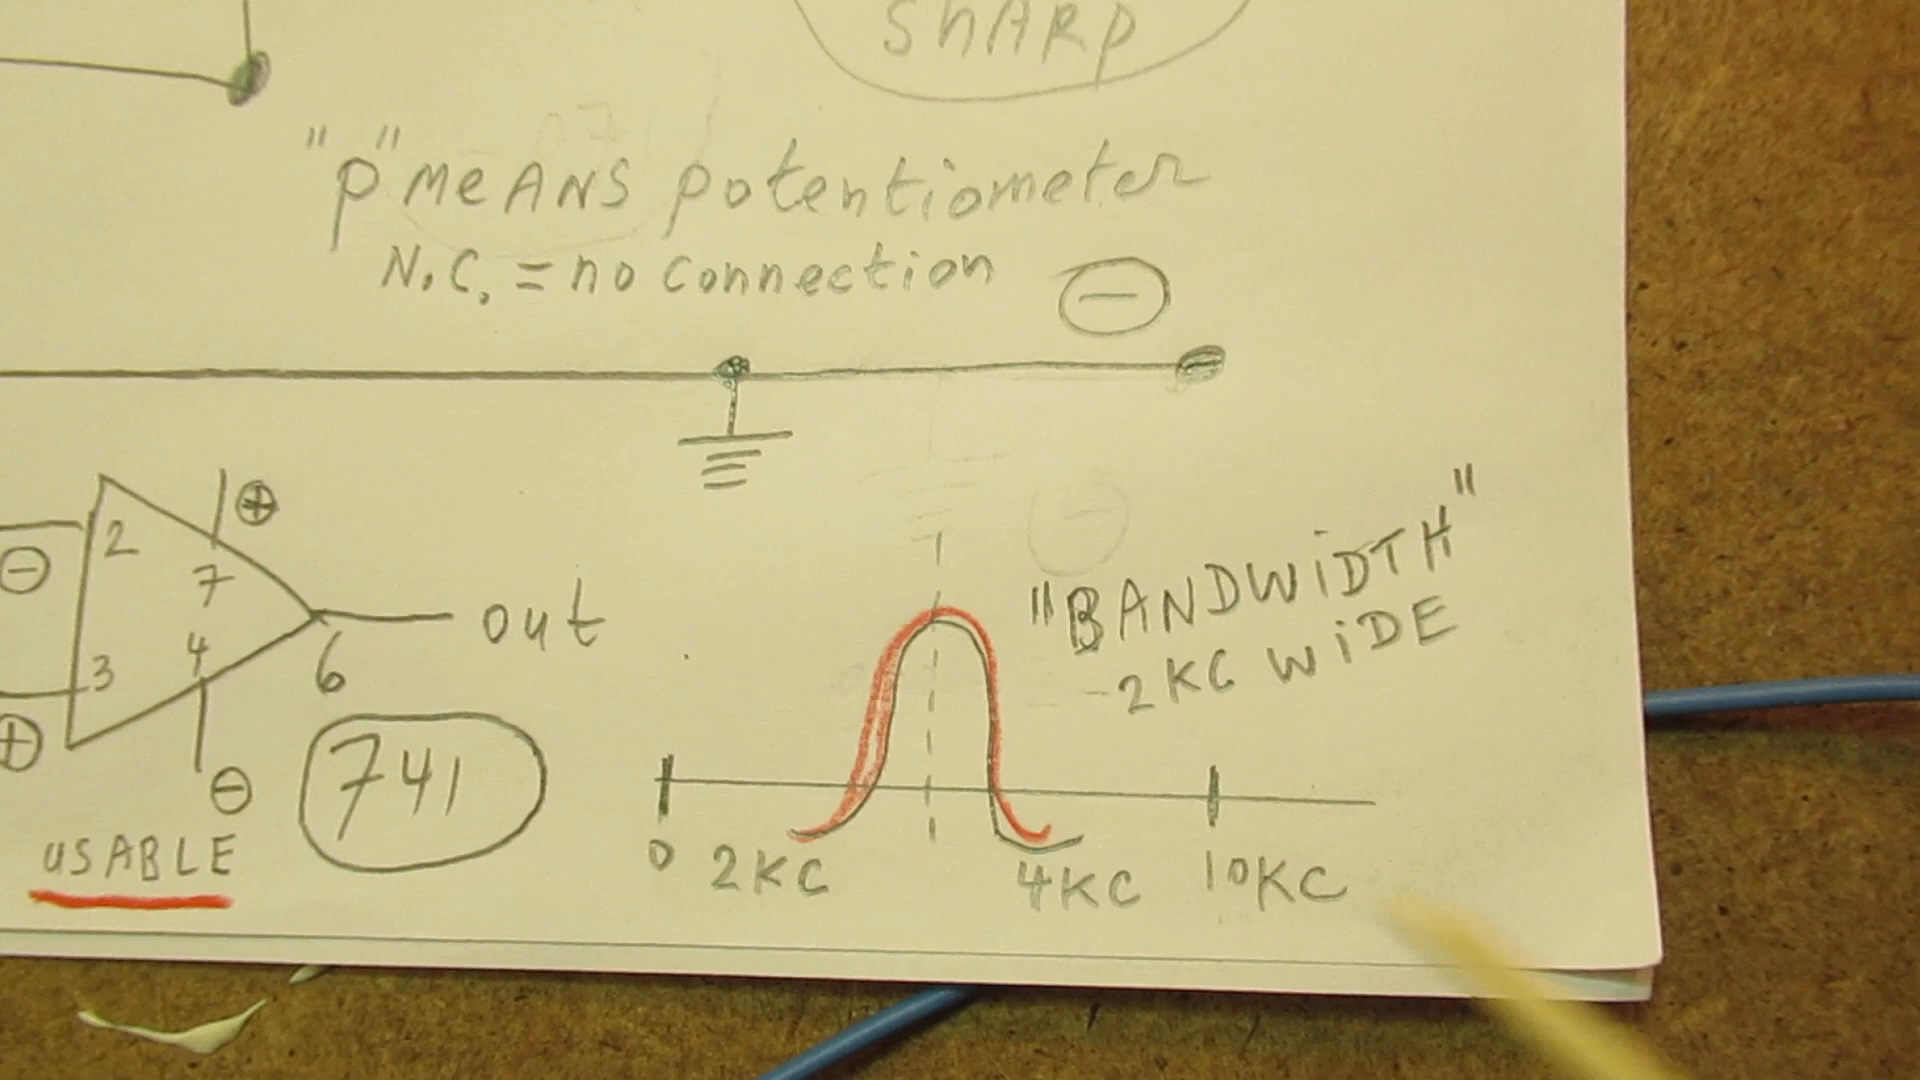 SHARP
"P" MEANS potentiometer
N.C. = no connection
−
+
2
−
7
"BANDWIDTH"
out
4
3
6
-2KC WIDE
+
−
741
USABLE
0 2KC 4KC 10KC